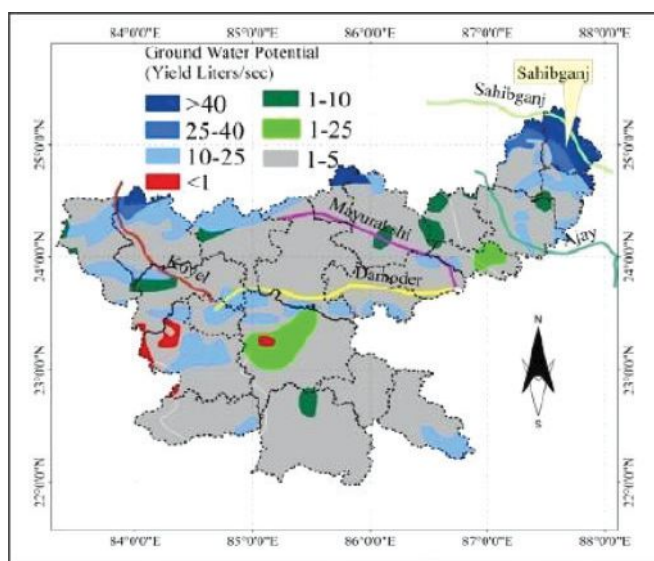 84°0'0"E 85°0'0"E 86°0'0"E 87°0'0"E 88°0'0"E
Ground Water Potential
(Yield Liters/sec)
>40 1-10
25-40 1-25
10-25 1-5
<1
Sahibganj
Sahibganj
Mayurakshi
Ajay
Koyel
Damoder
N
S
25°0'0"N
24°0'0"N
23°0'0"N
22°0'0"N
25°0'0"N
24°0'0"N
23°0'0"N
22°0'0"N
84°0'0"E 85°0'0"E 86°0'0"E 87°0'0"E 88°0'0"E